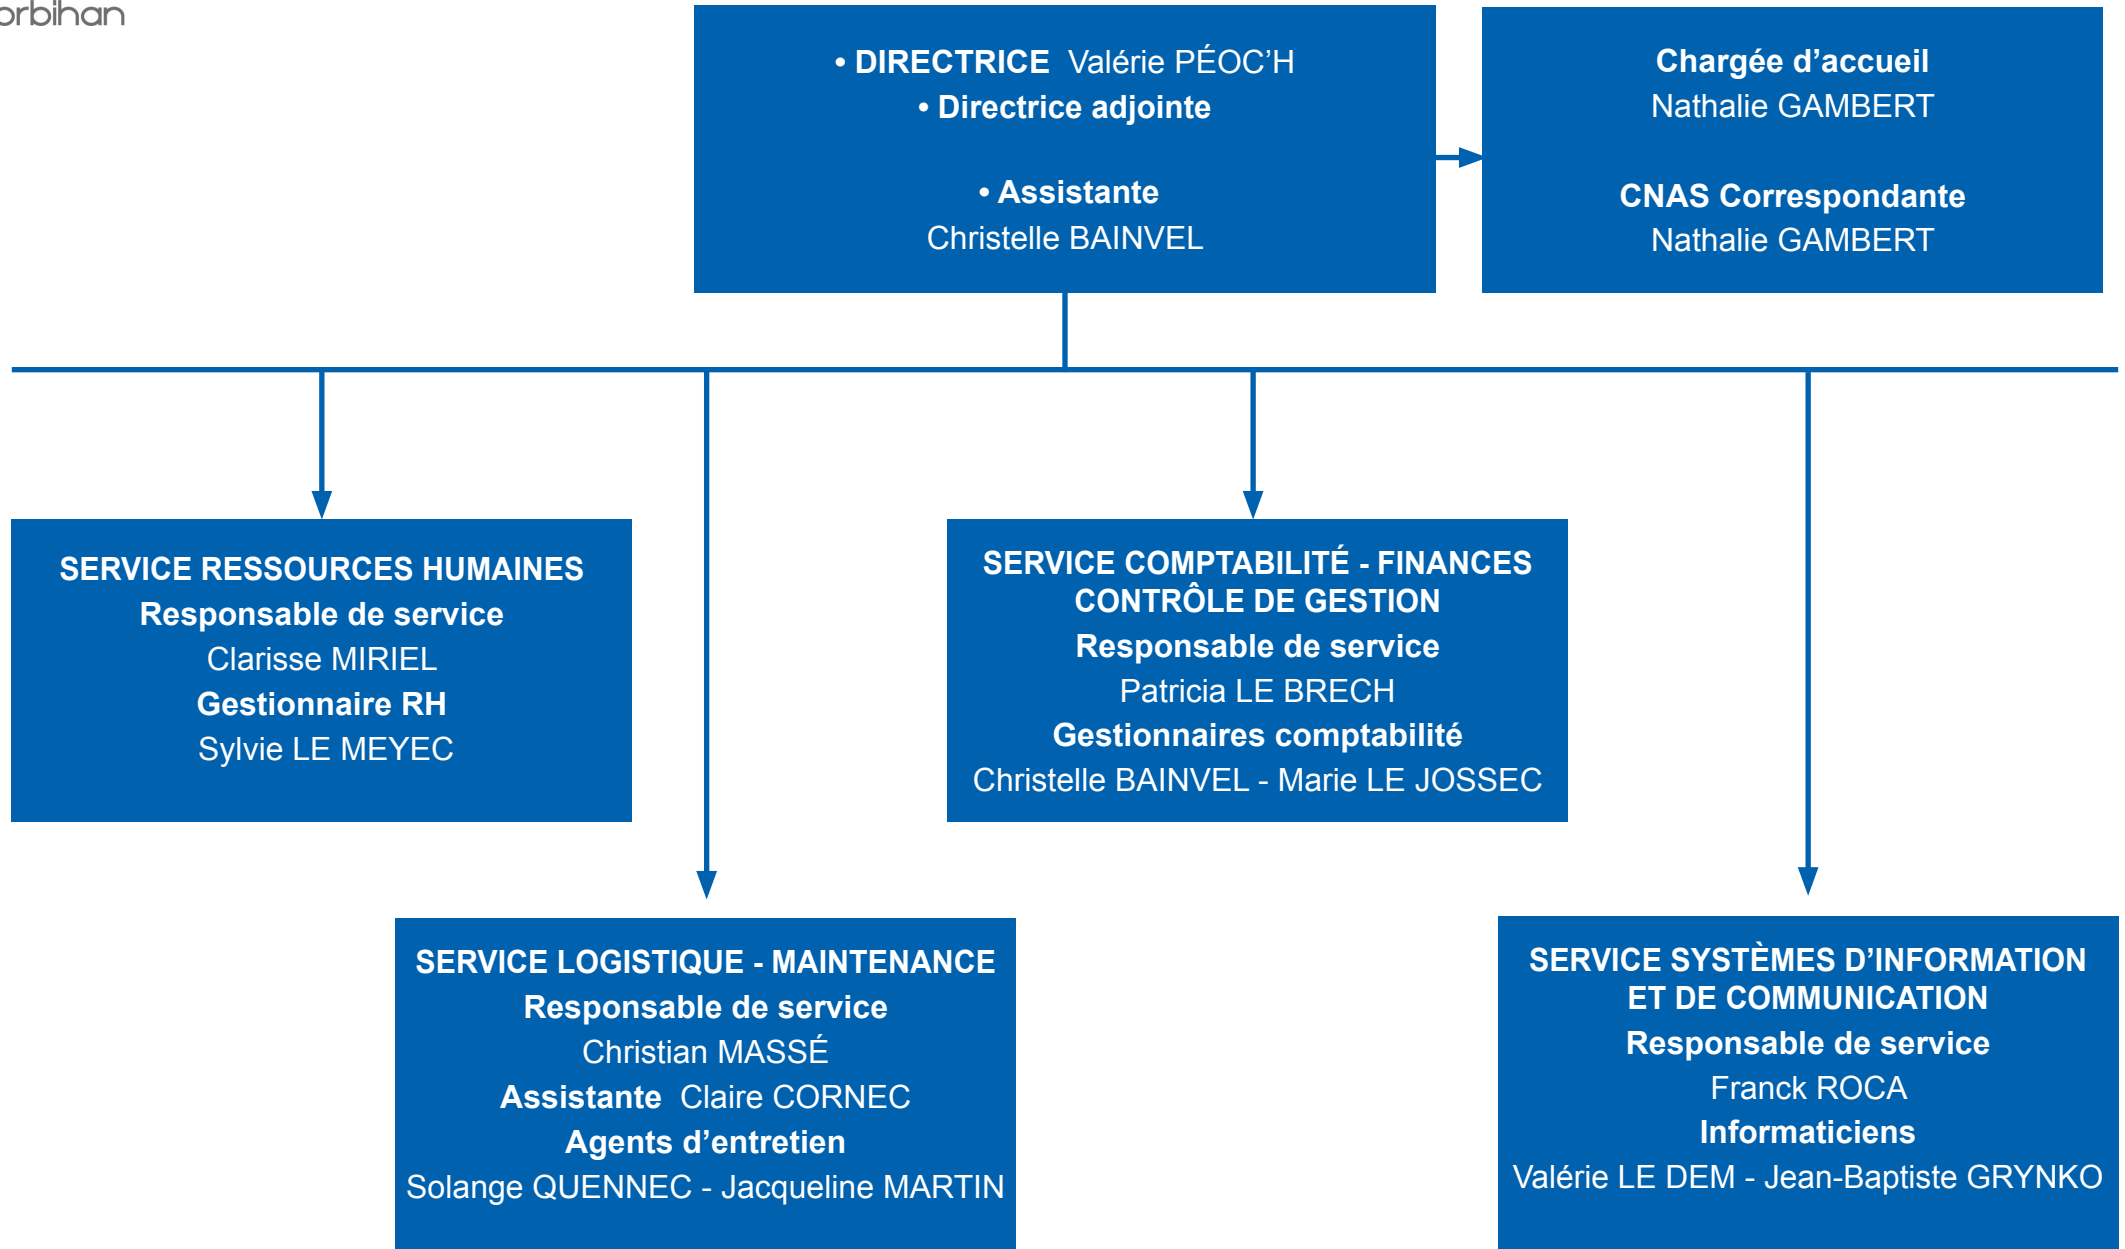 orbihan
• DIRECTRICE Valérie PÉOC’H
• Directrice adjointe
• Assistante
Christelle BAINVEL
Chargée d’accueil
Nathalie GAMBERT
CNAS Correspondante
Nathalie GAMBERT
SERVICE RESSOURCES HUMAINES
Responsable de service
Clarisse MIRIEL
Gestionnaire RH
Sylvie LE MEYEC
SERVICE COMPTABILITÉ - FINANCES
CONTRÔLE DE GESTION
Responsable de service
Patricia LE BRECH
Gestionnaires comptabilité
Christelle BAINVEL - Marie LE JOSSEC
SERVICE LOGISTIQUE - MAINTENANCE
Responsable de service
Christian MASSÉ
Assistante Claire CORNEC
Agents d’entretien
Solange QUENNEC - Jacqueline MARTIN
SERVICE SYSTÈMES D’INFORMATION
ET DE COMMUNICATION
Responsable de service
Franck ROCA
Informaticiens
Valérie LE DEM - Jean-Baptiste GRYNKO